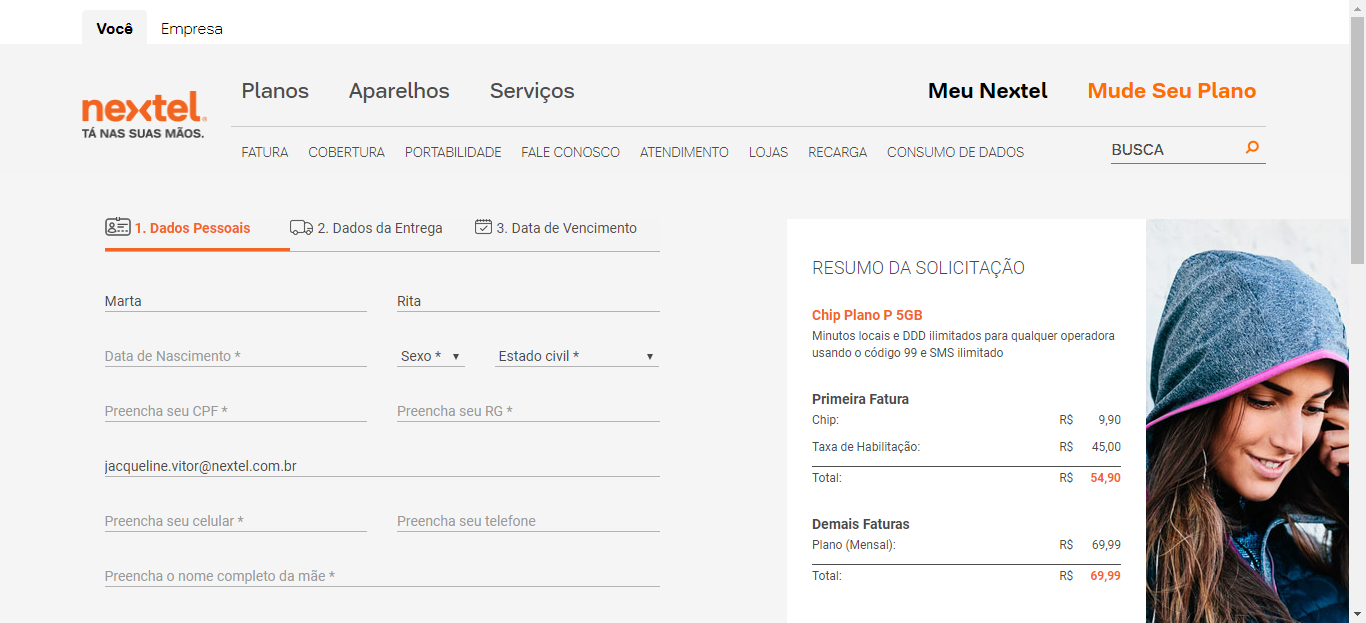 Você Empresa
Planos Aparelhos Serviços Meu Nextel Mude Seu Plano
nextel.
TÁ NAS SUAS MÃOS.
FATURA COBERTURA PORTABILIDADE FALE CONOSCO ATENDIMENTO LOJAS RECARGA CONSUMO DE DADOS BUSCA
1. Dados Pessoais 2. Dados da Entrega 3. Data de Vencimento
Marta Rita
Data de Nascimento * Sexo * Estado civil *
Preencha seu CPF * Preencha seu RG *
jacqueline.vitor@nextel.com.br
Preencha seu celular * Preencha seu telefone
Preencha o nome completo da mãe *
RESUMO DA SOLICITAÇÃO
Chip Plano P 5GB
Minutos locais e DDD ilimitados para qualquer operadora
usando o código 99 e SMS ilimitado
Primeira Fatura
Chip: R$ 9,90
Taxa de Habilitação: R$ 45,00
Total: R$ 54,90
Demais Faturas
Plano (Mensal): R$ 69,99
Total: R$ 69,99